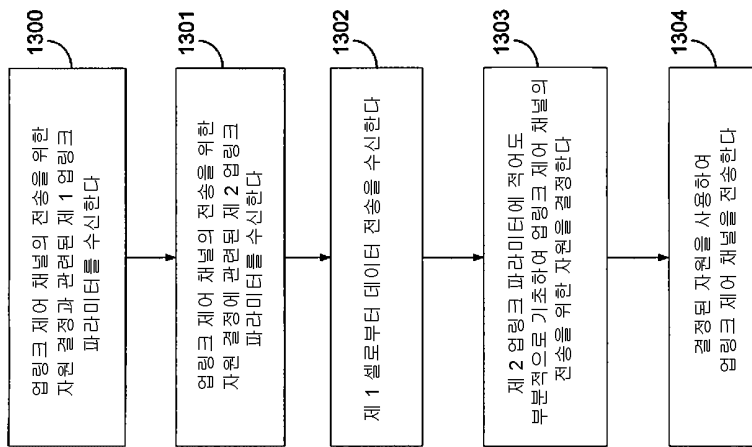 1300
업링크 제어 채널의 전송을 위한
자원 결정과 관련된 제 1 업링크
파라미터를 수신한다
1301
업링크 제어 채널의 전송을 위한
자원 결정에 관련된 제 2 업링크
파라미터를 수신한다
1302
제 1 셀로부터 데이터 전송을 수신한다
1303
제 2 업링크 파라미터에 적어도
부분적으로 기초하여 업링크 제어 채널의
전송을 위한 자원을 결정한다
1304
결정된 자원을 사용하여
업링크 제어 채널을 전송한다